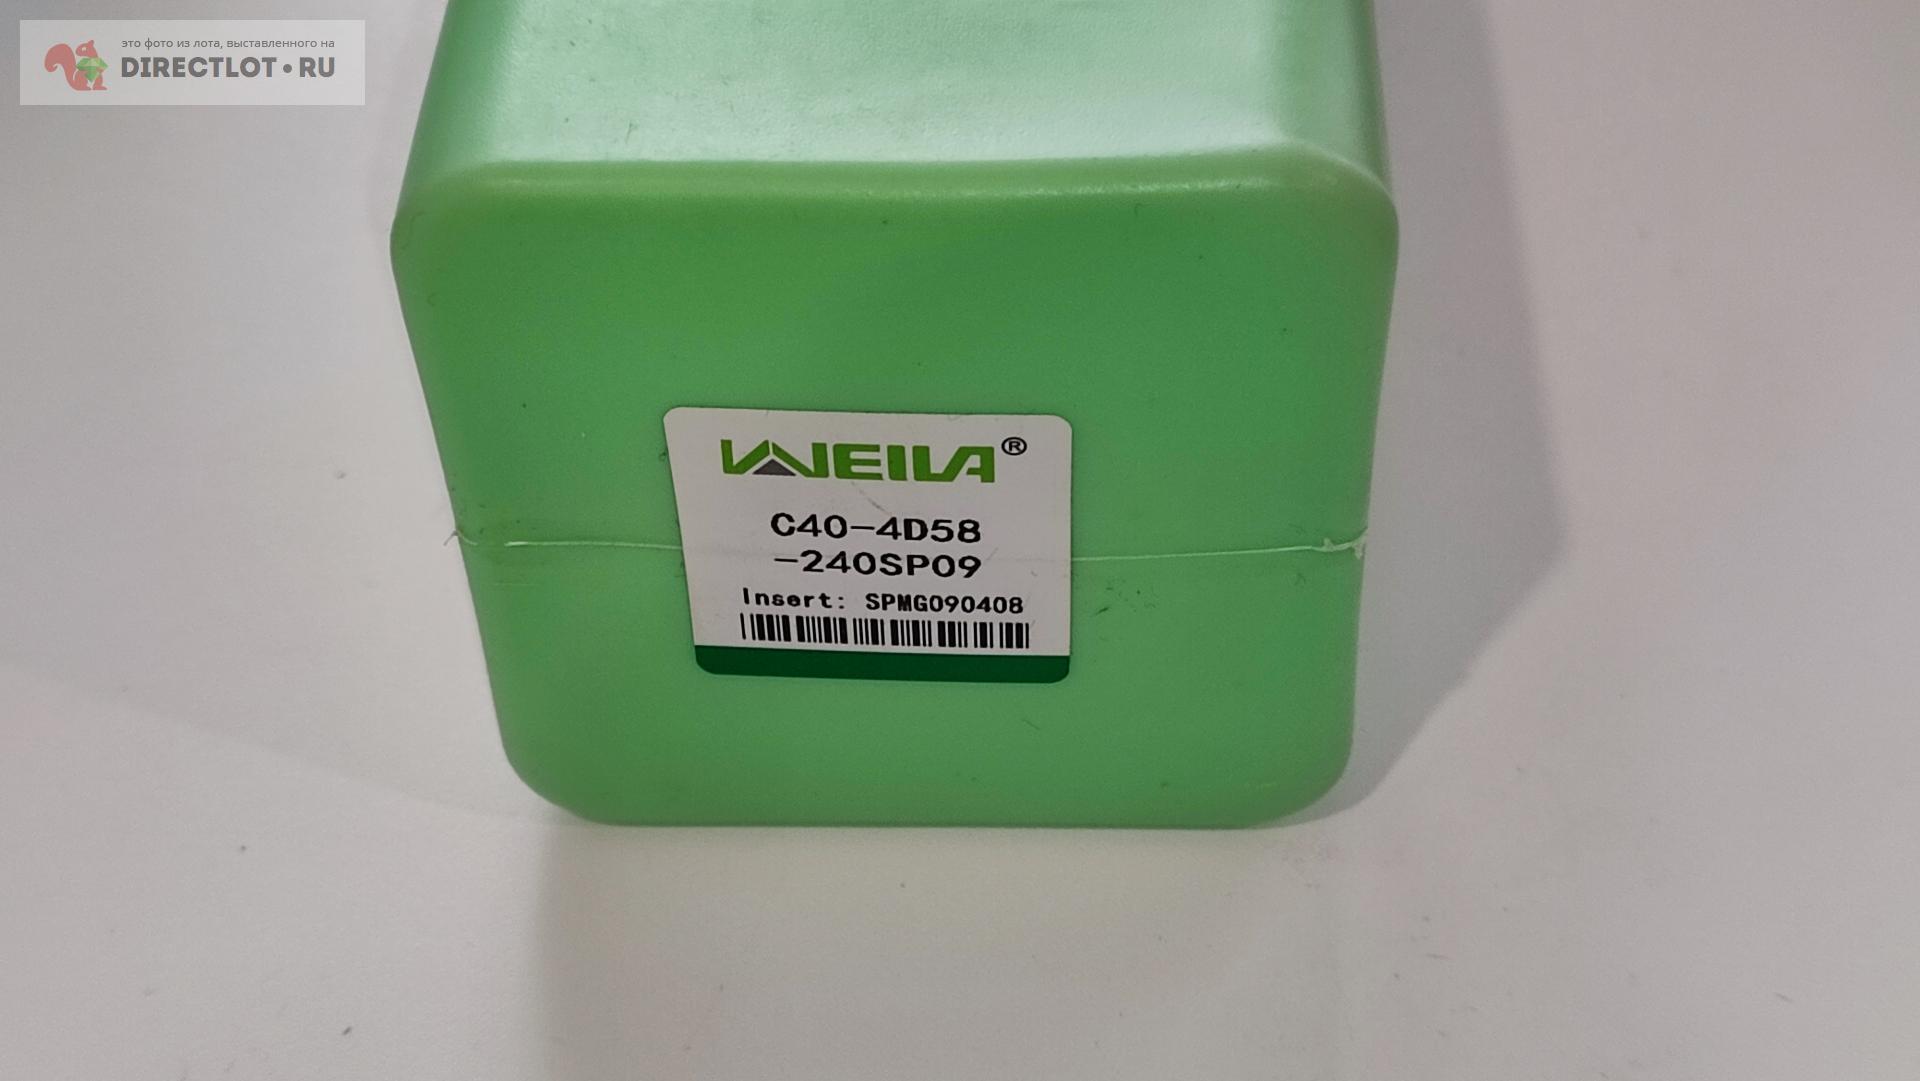 это фото из лота, выставленного на
DIRECTLOT•RU
WEILA®
C40-4D58
-240SP09
Insert: SPMG090408